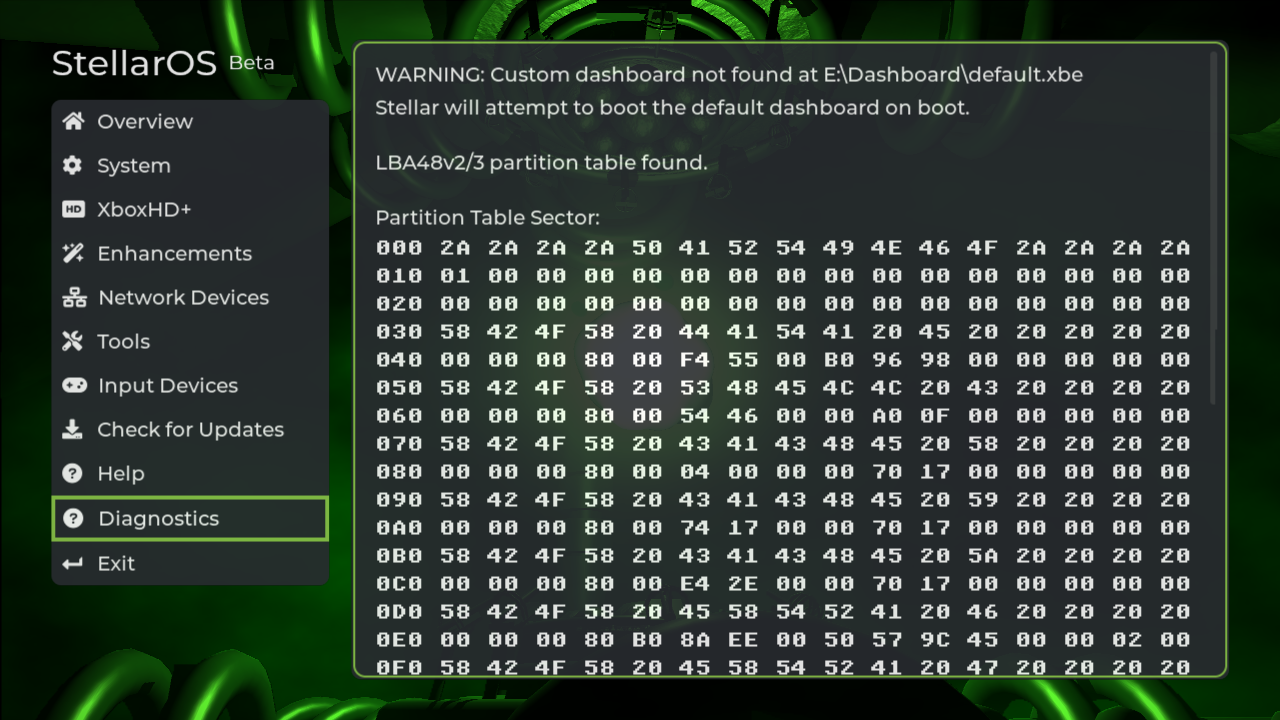 StellarOS Beta
Overview
System
HD XboxHD+
Enhancements
Network Devices
Tools
Input Devices
Check for Updates
Help
Diagnostics
Exit
WARNING: Custom dashboard not found at E:\Dashboard\default.xbe
Stellar will attempt to boot the default dashboard on boot.
LBA48v2/3 partition table found.
Partition Table Sector:
000 2A 2A 2A 2A 50 41 52 54 49 4E 46 4F 2A 2A 2A 2A
010 01 00 00 00 00 00 00 00 00 00 00 00 00 00 00 00
020 00 00 00 00 00 00 00 00 00 00 00 00 00 00 00 00
030 58 42 4F 58 20 44 41 54 41 20 45 20 20 20 20 20
040 00 00 00 80 00 F4 55 00 B0 96 98 00 00 00 00 00
050 58 42 4F 58 20 53 48 45 4C 4C 20 43 20 20 20 20
060 00 00 00 80 00 54 46 00 00 A0 0F 00 00 00 00 00
070 58 42 4F 58 20 43 41 43 48 45 20 58 20 20 20 20
080 00 00 00 80 00 04 00 00 00 70 17 00 00 00 00 00
090 58 42 4F 58 20 43 41 43 48 45 20 59 20 20 20 20
0A0 00 00 00 80 00 74 17 00 00 70 17 00 00 00 00 00
0B0 58 42 4F 58 20 43 41 43 48 45 20 5A 20 20 20 20
0C0 00 00 00 80 00 E4 2E 00 00 70 17 00 00 00 00 00
0D0 58 42 4F 58 20 45 58 54 52 41 20 46 20 20 20 20
0E0 00 00 00 80 B0 8A EE 00 50 57 9C 45 00 00 02 00
0F0 58 42 4F 58 20 45 58 54 52 41 20 47 20 20 20 20